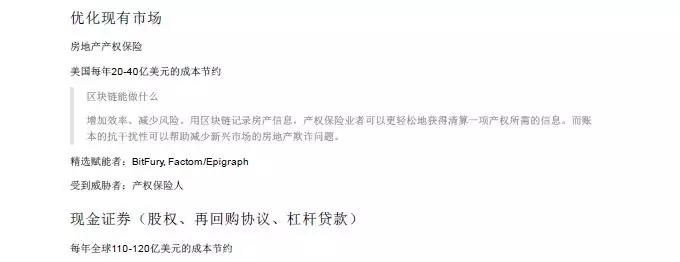 优化现有市场
房地产产权保险
美国每年20-40亿美元的成本节约
区块链能做什么
增加效率、减少风险。用区块链记录房产信息，产权保险业者可以更轻松地获得清算一项产权所需的信息。而账
本的抗干扰性可以帮助减少新兴市场的房地产欺诈问题。
精选赋能者：BitFury, Factom/Epigraph
受到威胁者：产权保险人
现金证券（股权、再回购协议、杠杆贷款）
每年全球110-120亿美元的成本节约